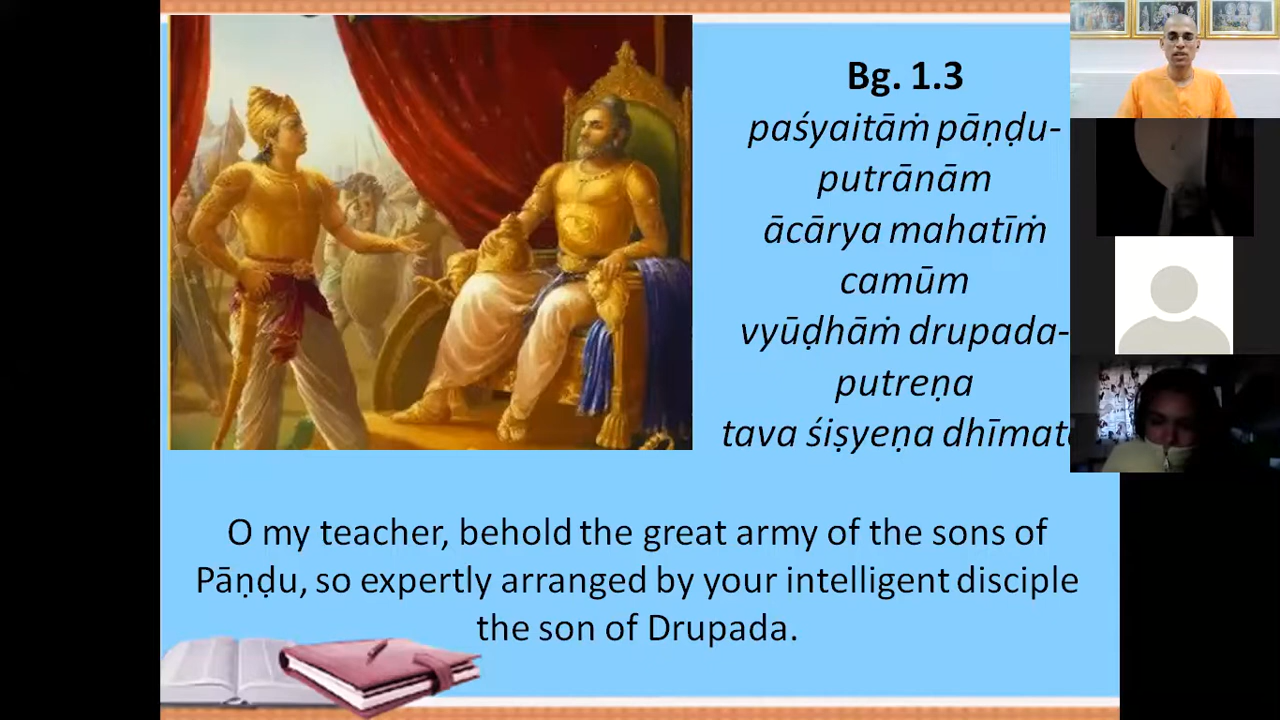 Bg. 1.3
paśyaitāṁ pāṇḍu-
putrānām
ācārya mahatīṁ
camūm
vyūḍhāṁ drupada-
putreṇa
tava śiṣyeṇa
O my teacher, behold the great army of the sons of
Pāṇḍu, so expertly arranged by your intelligent disciple
the son of Drupada.